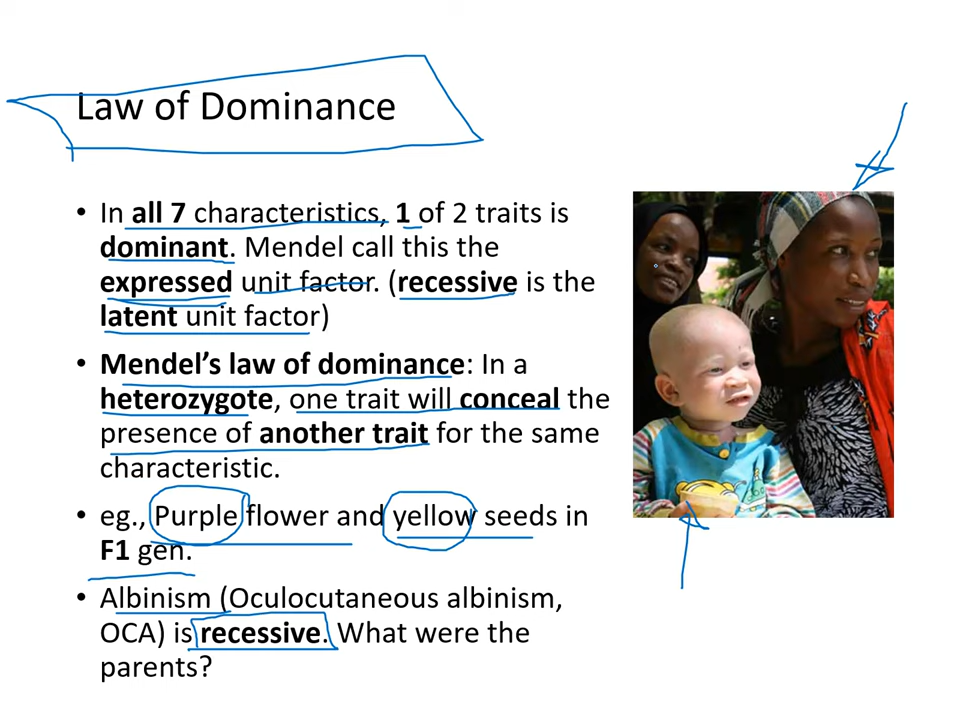 Law of Dominance
• In all 7 characteristics, 1 of 2 traits is
dominant. Mendel call this the
expressed unit factor. (recessive is the
latent unit factor)
• Mendel’s law of dominance: In a
heterozygote, one trait will conceal the
presence of another trait for the same
characteristic.
• eg., Purple flower and yellow seeds in
F1 gen.
• Albinism (Oculocutaneous albinism,
OCA) is recessive. What were the
parents?